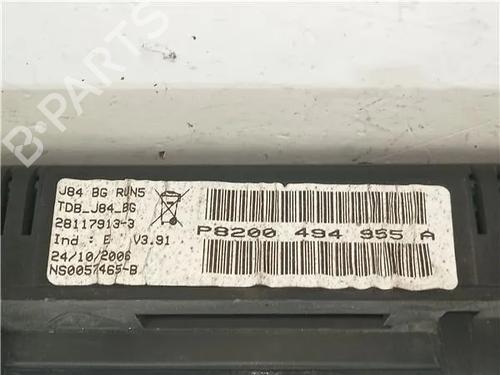 B-PARTS
J84 BG RUN5
TDB_J84_BG
28117913-3
Ind : E V3.91
24/10/2006
NS0057465-B
P8200 494 955 A